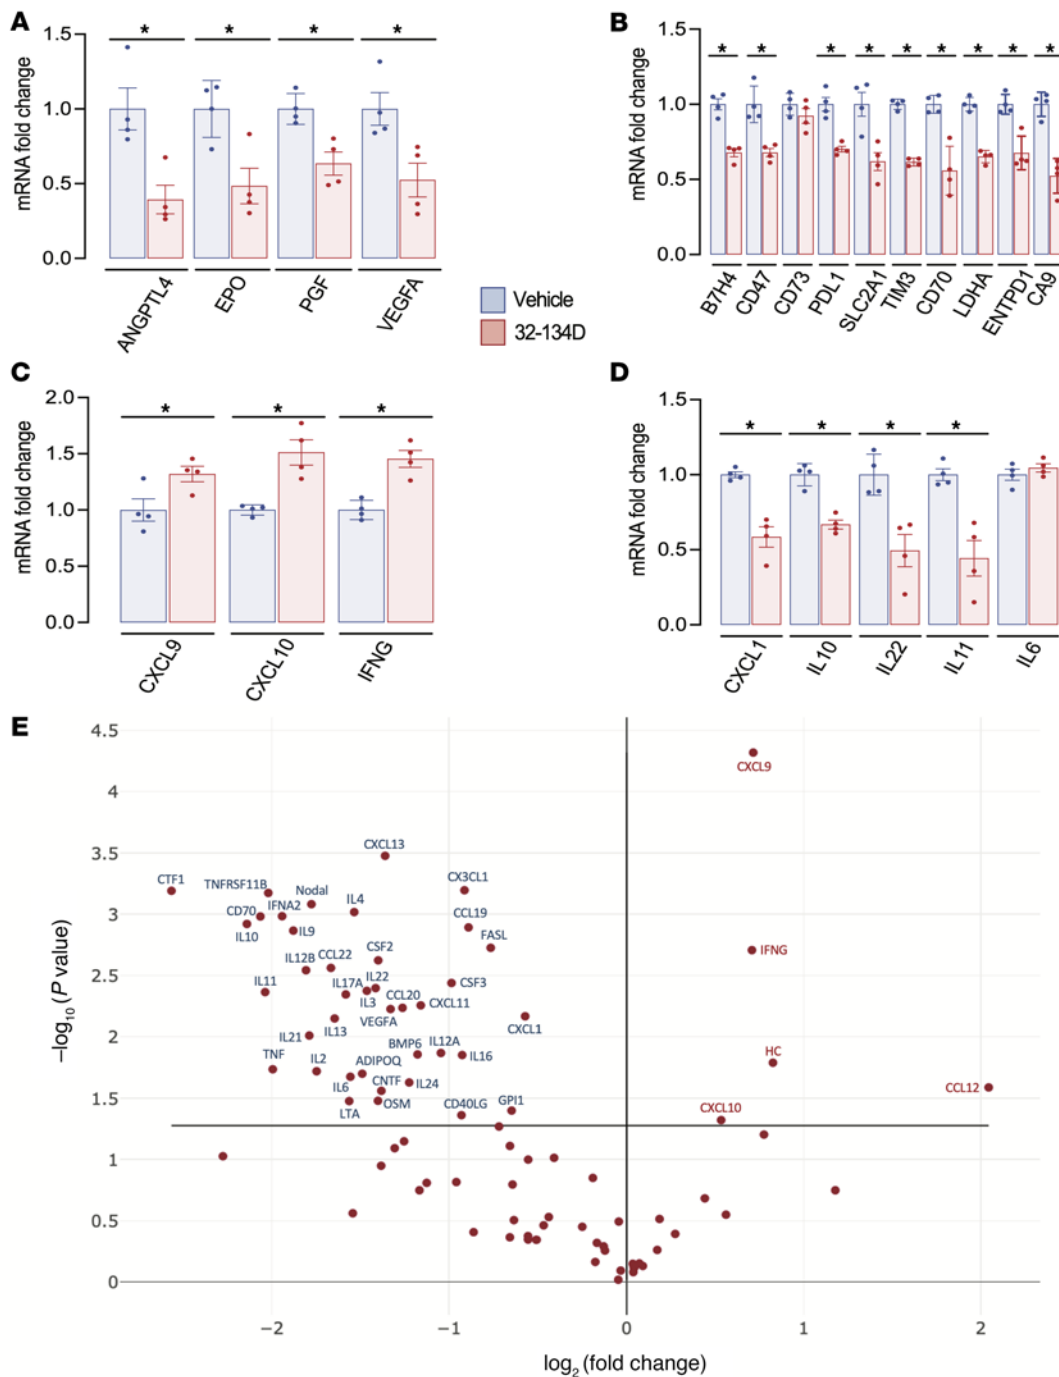 A
1.5
1.0
0.5
0.0
mRNA fold change
* * * *
ANGPTL4
EPO
PGF
VEGFA
Vehicle
32-134D
B
1.5
1.0
0.5
0.0
mRNA fold change
* * * * * * * * *
B7H4
CD47
CD73
PDL1
SLC2A1
TIM3
CD70
LDHA
ENTPD1
CA9
C
2.0
1.5
1.0
0.5
0.0
mRNA fold change
* * *
CXCL9
CXCL10
IFNG
D
1.5
1.0
0.5
0.0
mRNA fold change
* * * *
CXCL1
IL10
IL22
IL11
IL6
E
4.5
4
3.5
3
2.5
2
1.5
1
0.5
0
–log10 (P value)
CXCL9
CXCL13
CTF1
TNFRSF11B
Nodal
CX3CL1
CD70
IFNA2
IL4
CCL19
IL10
IL9
FASL
IL12B
CCL22
CSF2
IFNG
IL11
IL17A
IL22
CSF3
IL3
CCL20
CXCL11
VEGFA
CXCL1
IL21
IL13
BMP6
IL12A
IL16
HC
TNF
IL2
ADIPOQ
IL6
CNTF
IL24
CCL12
LTA
OSM
CD40LG
GPI1
CXCL10
−2
−1
0
1
2
log2 (fold change)